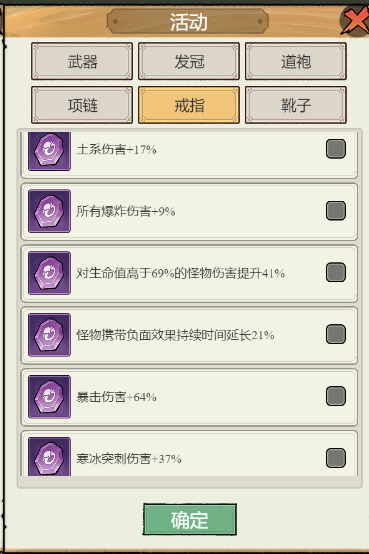 活动
武器
发冠
道袍
项链
戒指
靴子
土系伤害+17%
所有爆炸伤害+9%
对生命值高于69%的怪物伤害提升41%
怪物携带负面效果持续时间延长21%
暴击伤害+64%
寒冰突刺伤害+37%
确定